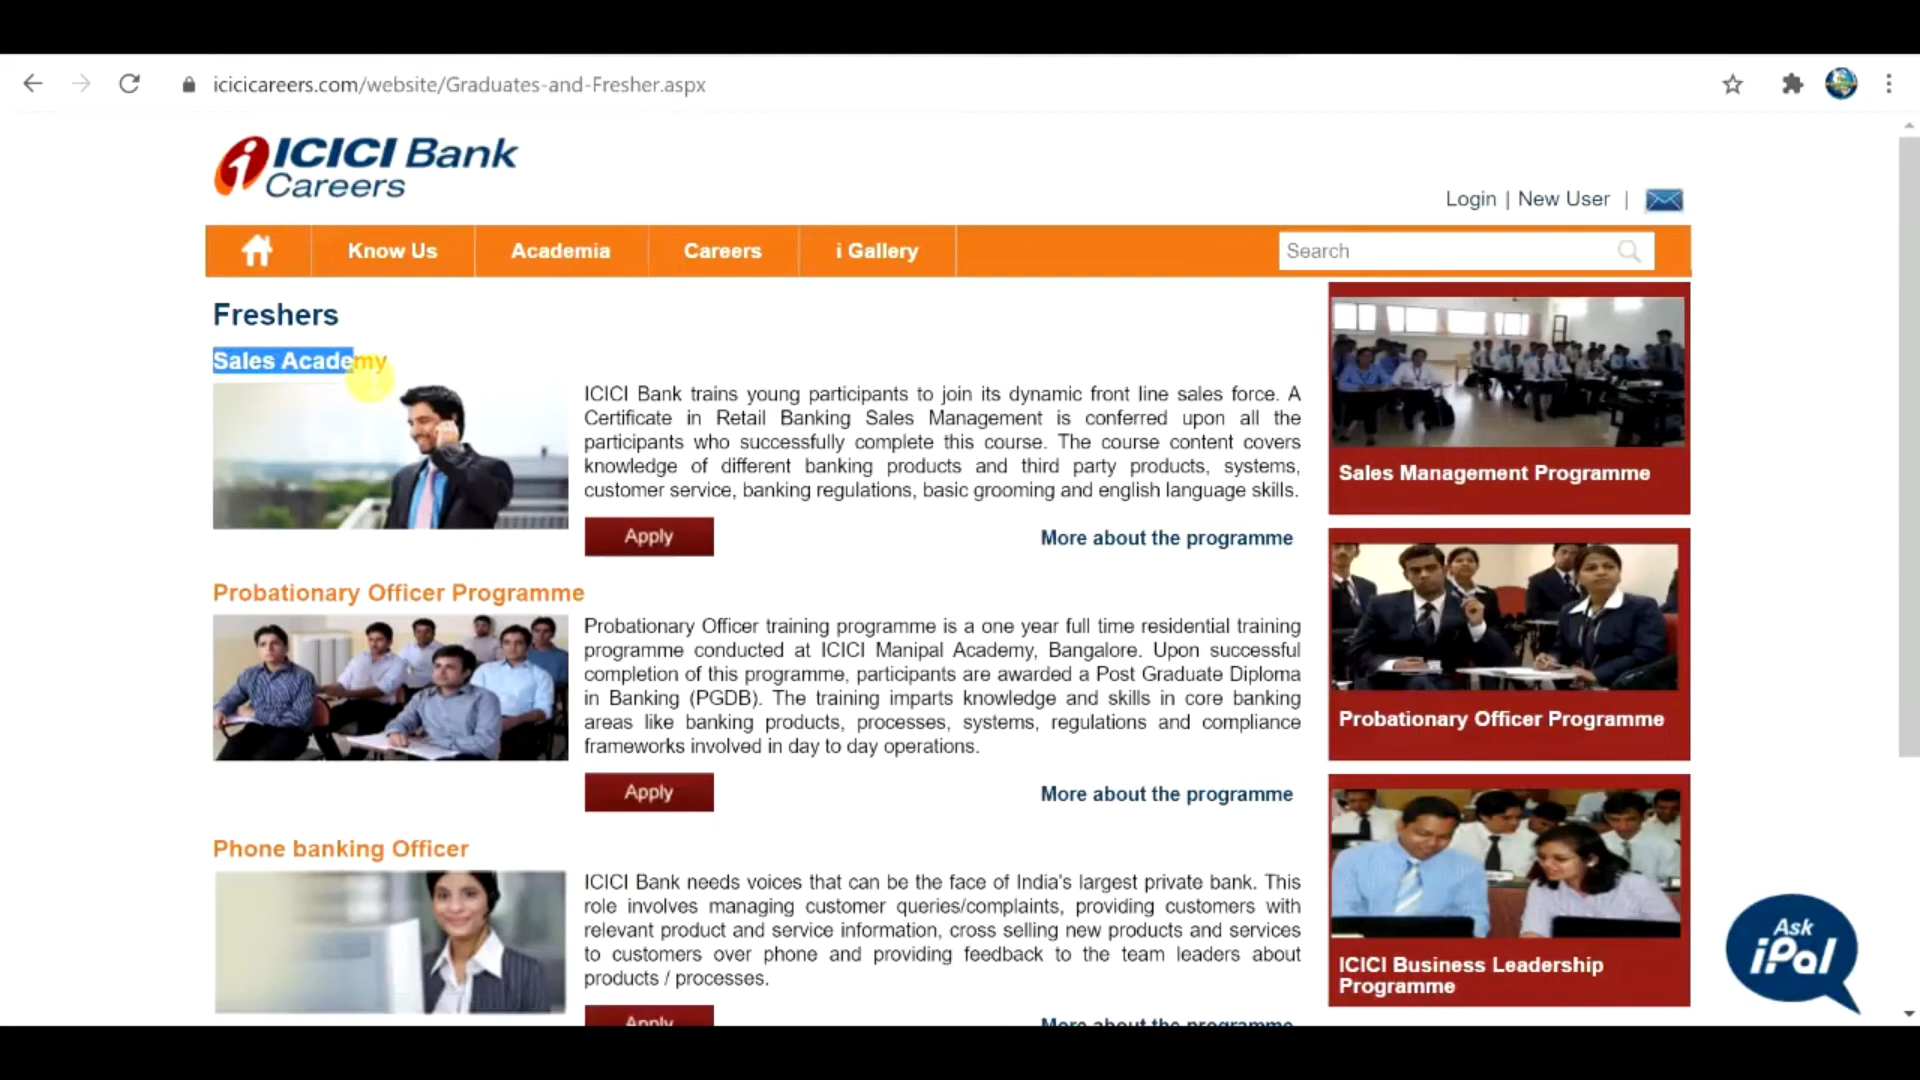 icicicareers.com/website/Graduates-and-Fresher.aspx
i ICICI Bank
Careers
Login | New User |
Know Us
Academia
Careers
i Gallery
Search
Freshers
Sales Academy
ICICI Bank trains young participants to join its dynamic front line sales force. A
Certificate in Retail Banking Sales Management is conferred upon all the
participants who successfully complete this course. The course content covers
knowledge of different banking products and third party products, systems,
customer service, banking regulations, basic grooming and english language skills.
Apply
More about the programme
Probationary Officer Programme
Probationary Officer training programme is a one year full time residential training
programme conducted at ICICI Manipal Academy, Bangalore. Upon successful
completion of this programme, participants are awarded a Post Graduate Diploma
in Banking (PGDB). The training imparts knowledge and skills in core banking
areas like banking products, processes, systems, regulations and compliance
frameworks involved in day to day operations.
Apply
More about the programme
Phone banking Officer
ICICI Bank needs voices that can be the face of India's largest private bank. This
role involves managing customer queries/complaints, providing customers with
relevant product and service information, cross selling new products and services
to customers over phone and providing feedback to the team leaders about
products / processes.
Apply
More about the programme
Sales Management Programme
Probationary Officer Programme
ICICI Business Leadership
Programme
Ask
iPal